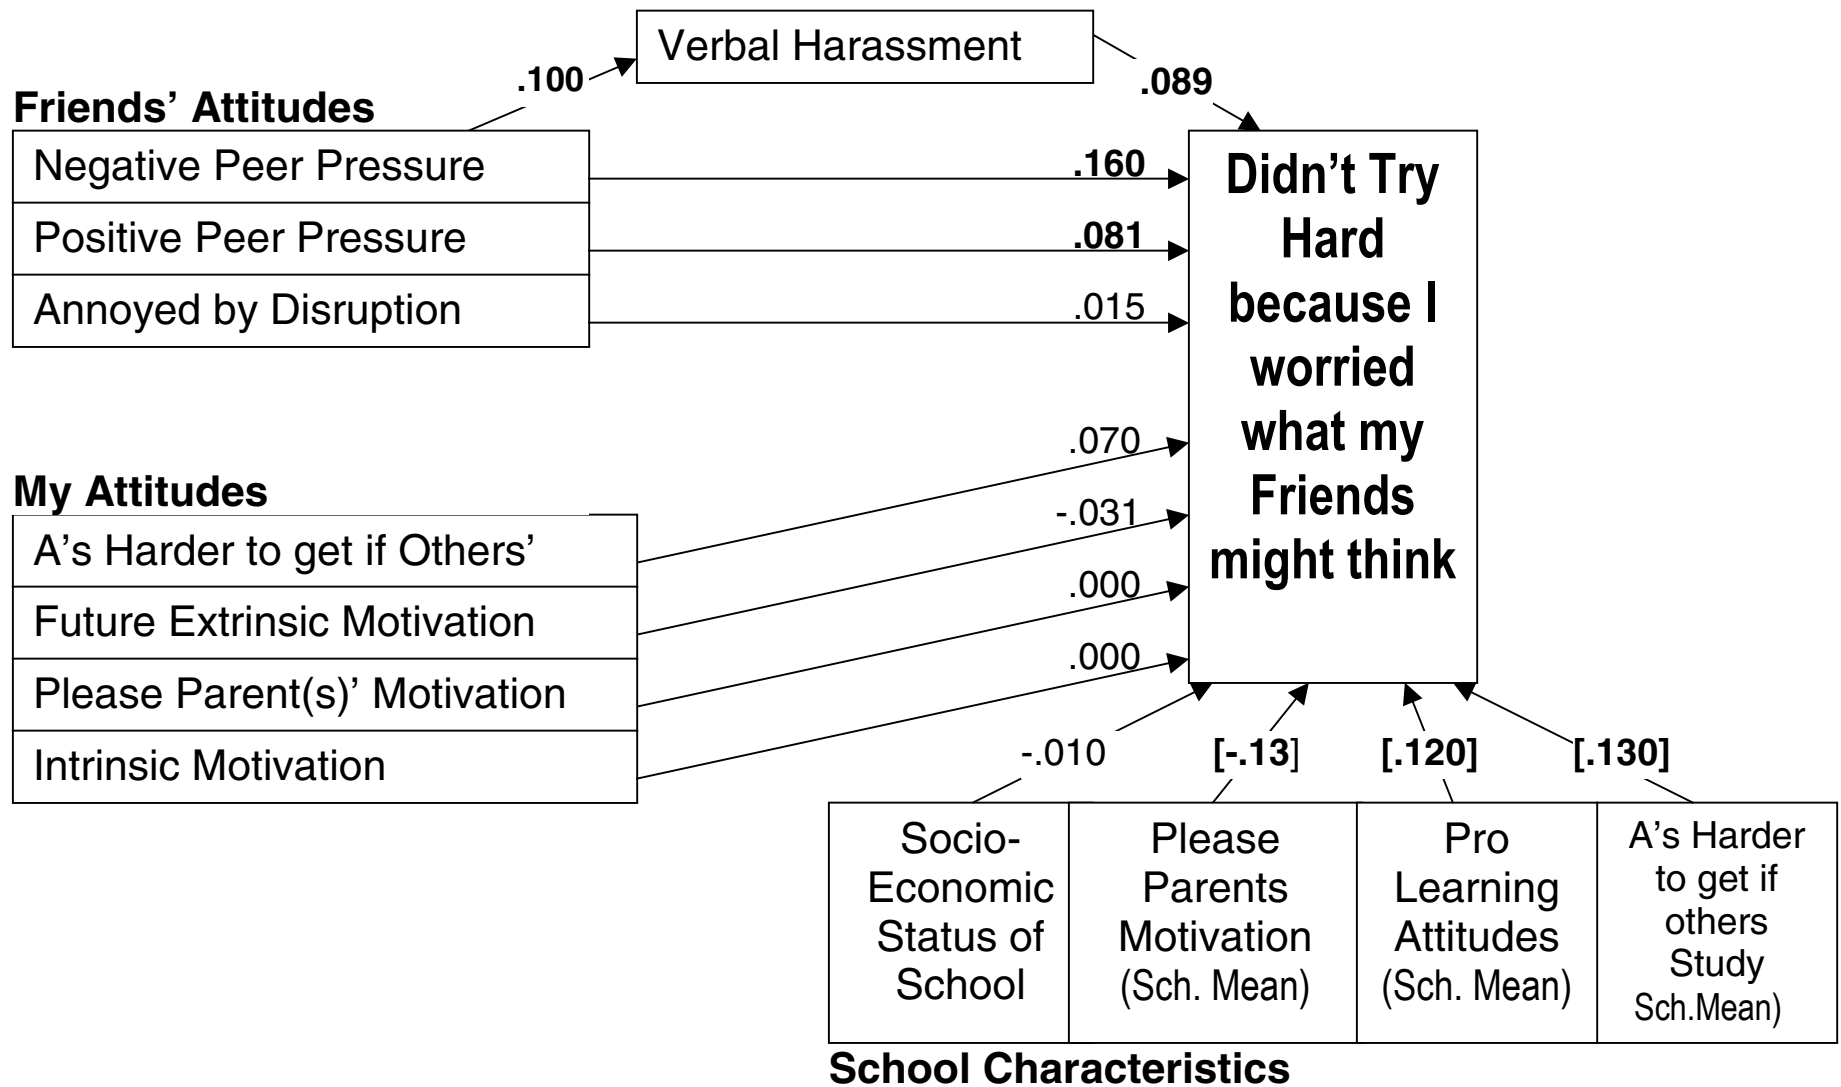 Verbal Harassment
.100
.089
Friends’ Attitudes
Negative Peer Pressure
.160
Positive Peer Pressure
.081
Annoyed by Disruption
.015
Didn’t Try
Hard
because I
worried
what my
Friends
might think
My Attitudes
A’s Harder to get if Others’
.070
Future Extrinsic Motivation
-.031
Please Parent(s)’ Motivation
.000
Intrinsic Motivation
.000
-.010
[-.13]
[.120]
[.130]
Socio-
Economic
Status of
School
Please
Parents
Motivation
(Sch. Mean)
Pro
Learning
Attitudes
(Sch. Mean)
A’s Harder
to get if
others
Study
Sch.Mean)
School Characteristics